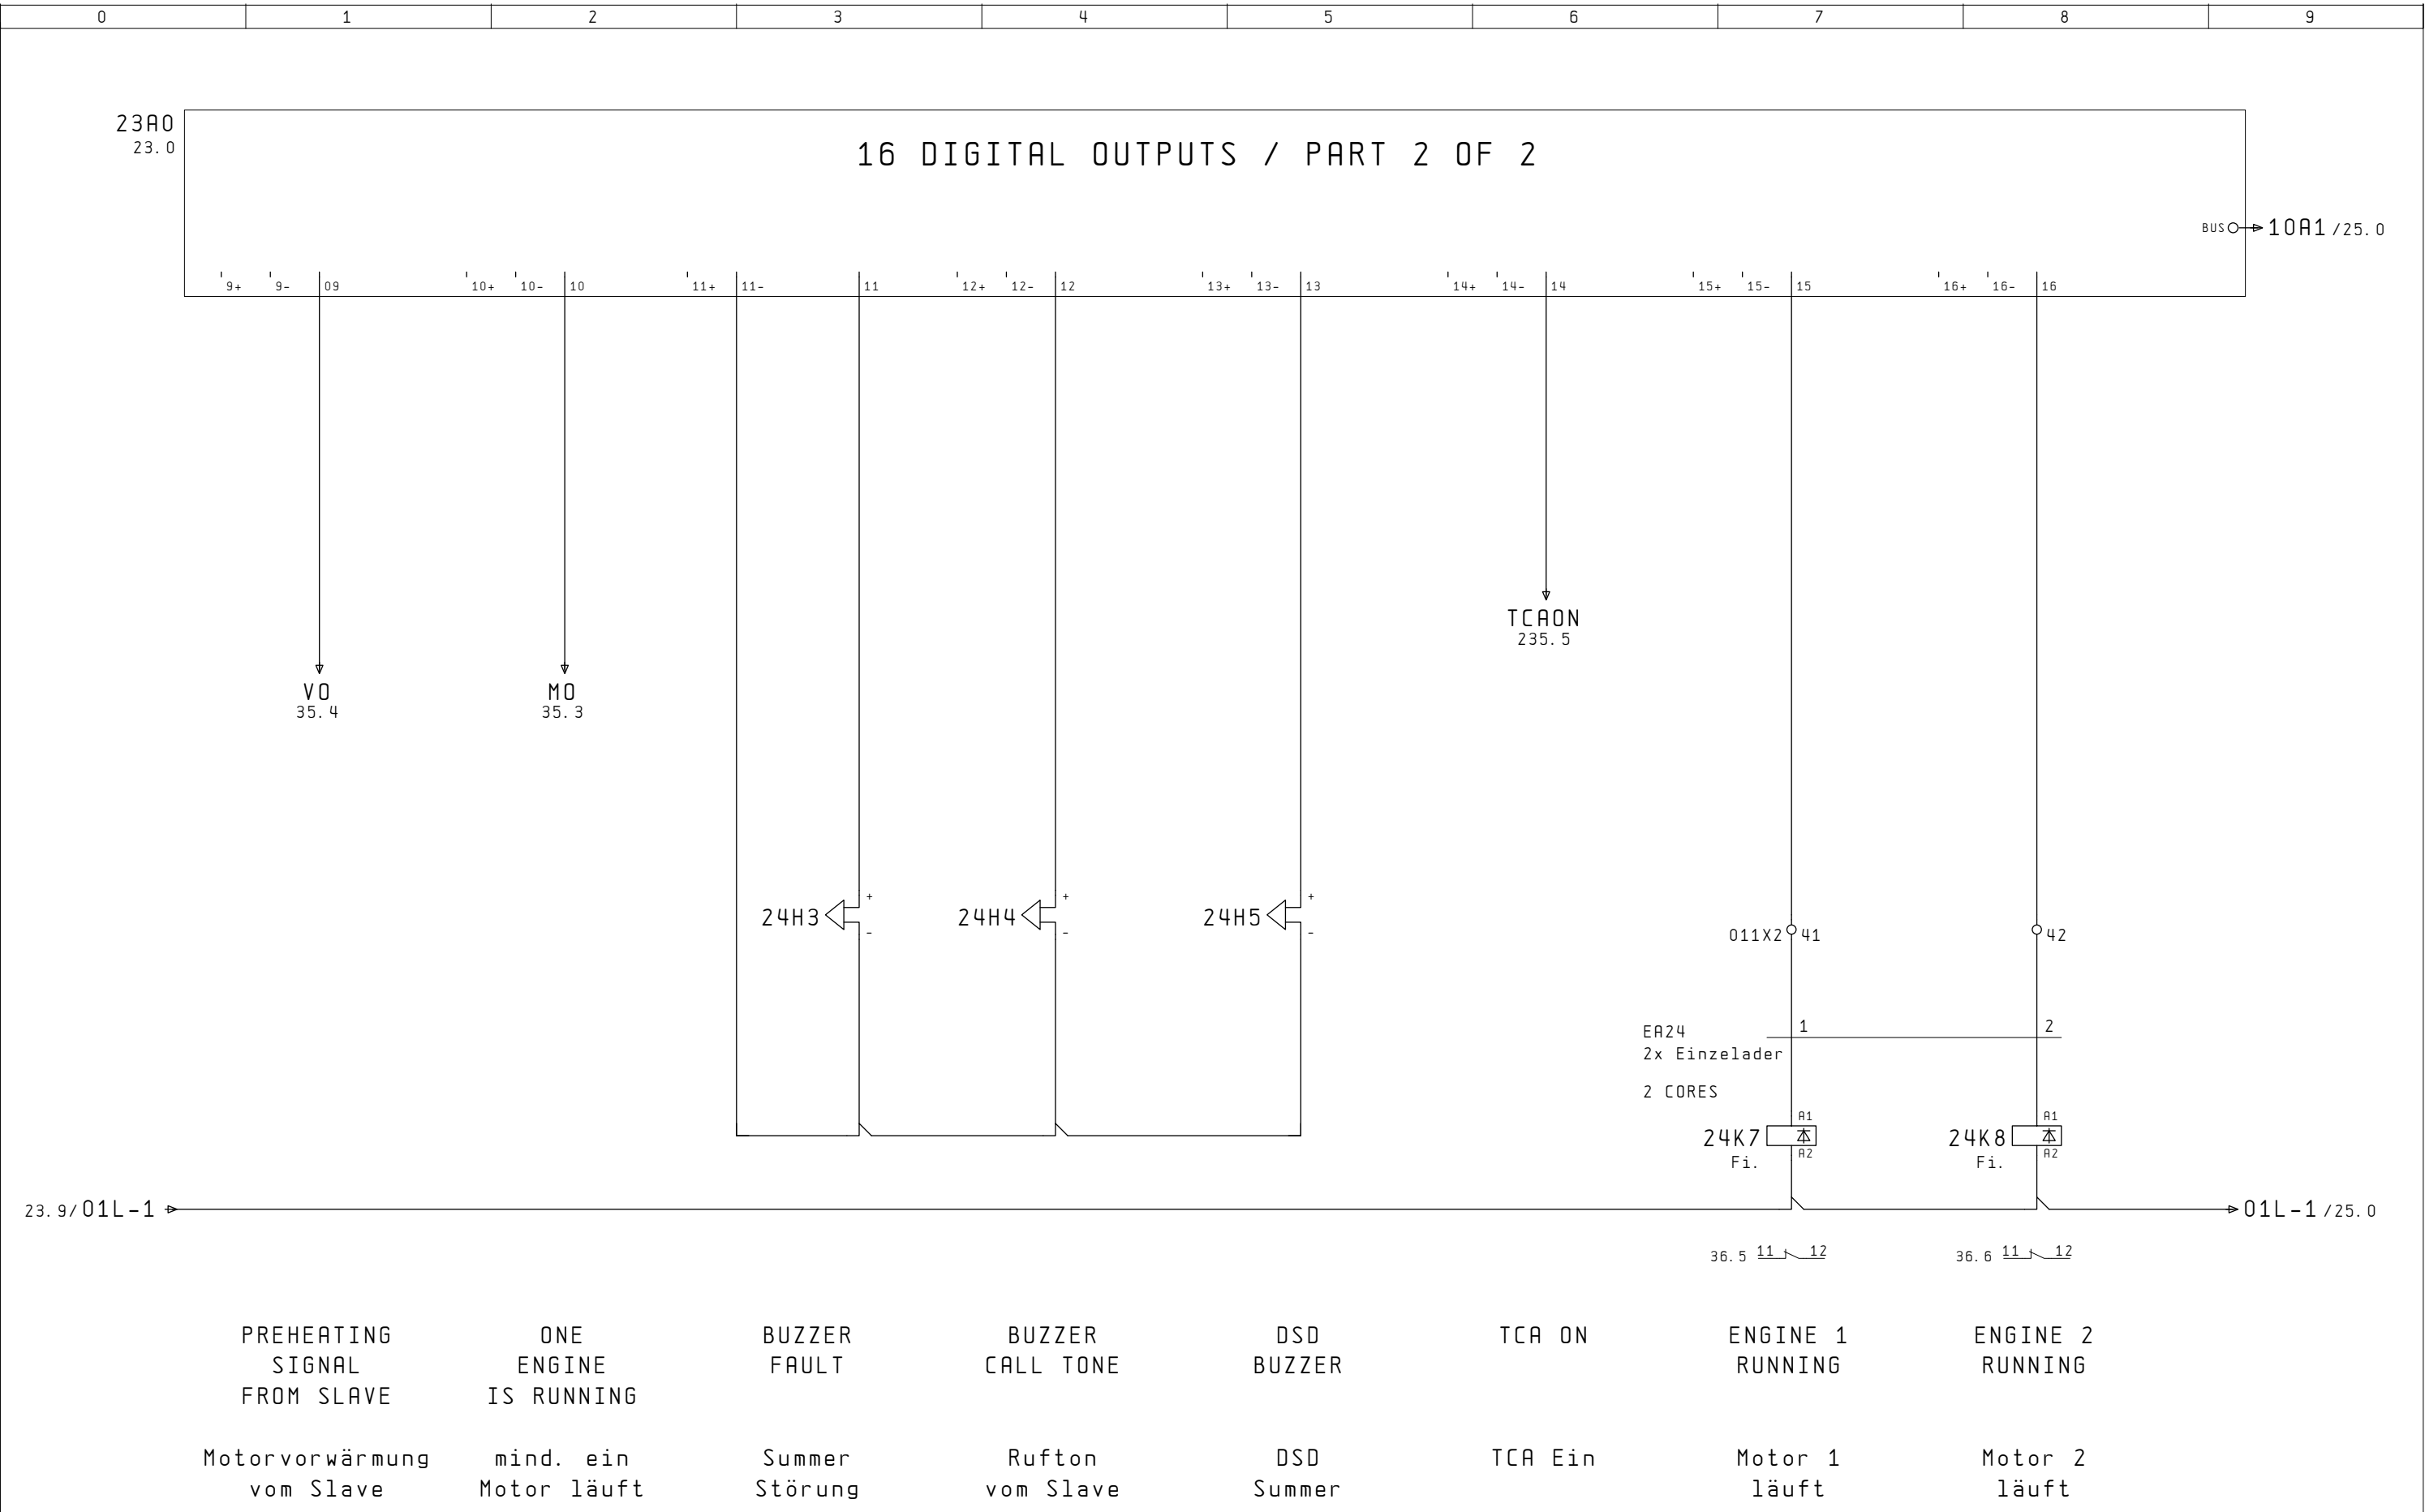 0 1 2 3 4 5 6 7 8 9
23A0
23.0
16 DIGITAL OUTPUTS / PART 2 OF 2
BUS 10A1 /25.0
9+ 9- 09 10+ 10- 10 11+ 11- 11 12+ 12- 12 13+ 13- 13 14+ 14- 14 15+ 15- 15 16+ 16- 16
TCAON
235.5
V0
35.4
M0
35.3
+ + +
24H3 24H4 24H5
- - -
011X2 41 42
EA24 1 2
2x Einzelader
2 CORES
A1 A1
24K7 24K8
A2 A2
Fi. Fi.
23.9/01L-1 01L-1 /25.0
36.5 11 12 36.6 11 12
PREHEATING
SIGNAL
FROM SLAVE
ONE
ENGINE
IS RUNNING
BUZZER
FAULT
BUZZER
CALL TONE
DSD
BUZZER
TCA ON
ENGINE 1
RUNNING
ENGINE 2
RUNNING
Motorvorwärmung
vom Slave
mind. ein
Motor läuft
Summer
Störung
Rufton
vom Slave
DSD
Summer
TCA Ein
Motor 1
läuft
Motor 2
läuft